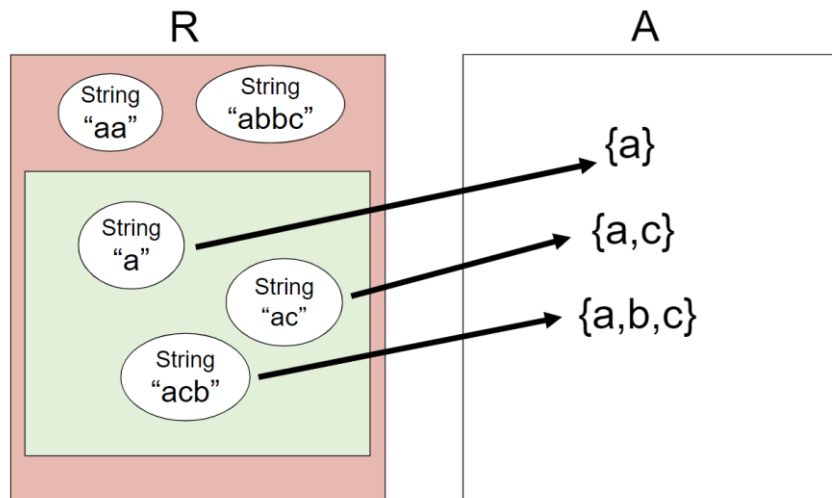 R
A
String
“aa”
String
“abbc”
{a}
String
“a”
{a,c}
String
“ac”
{a,b,c}
String
“acb”